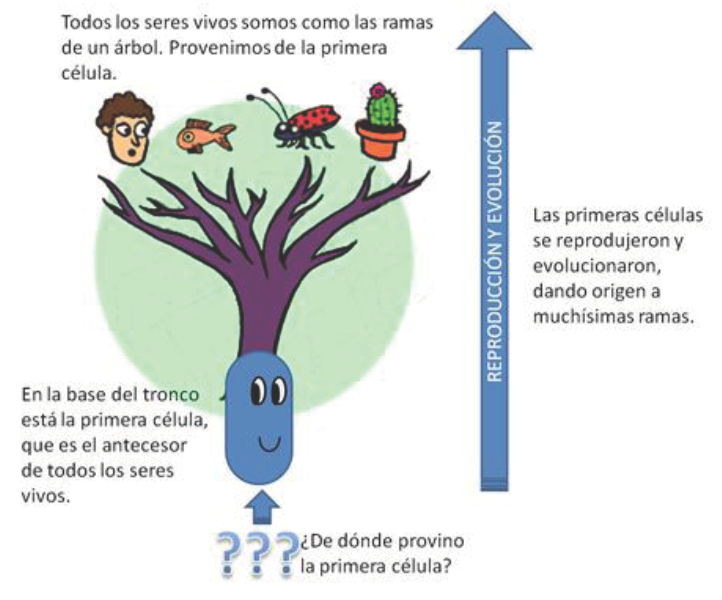 Todos los seres vivos somos como las ramas
de un árbol. Provenimos de la primera
célula.
REPRODUCCIÓN Y EVOLUCIÓN
Las primeras células
se reprodujeron y
evolucionaron,
dando origen a
muchísimas ramas.
En la base del tronco
está la primera célula,
que es el antecesor
de todos los seres
vivos.
???
¿De dónde provino
la primera célula?